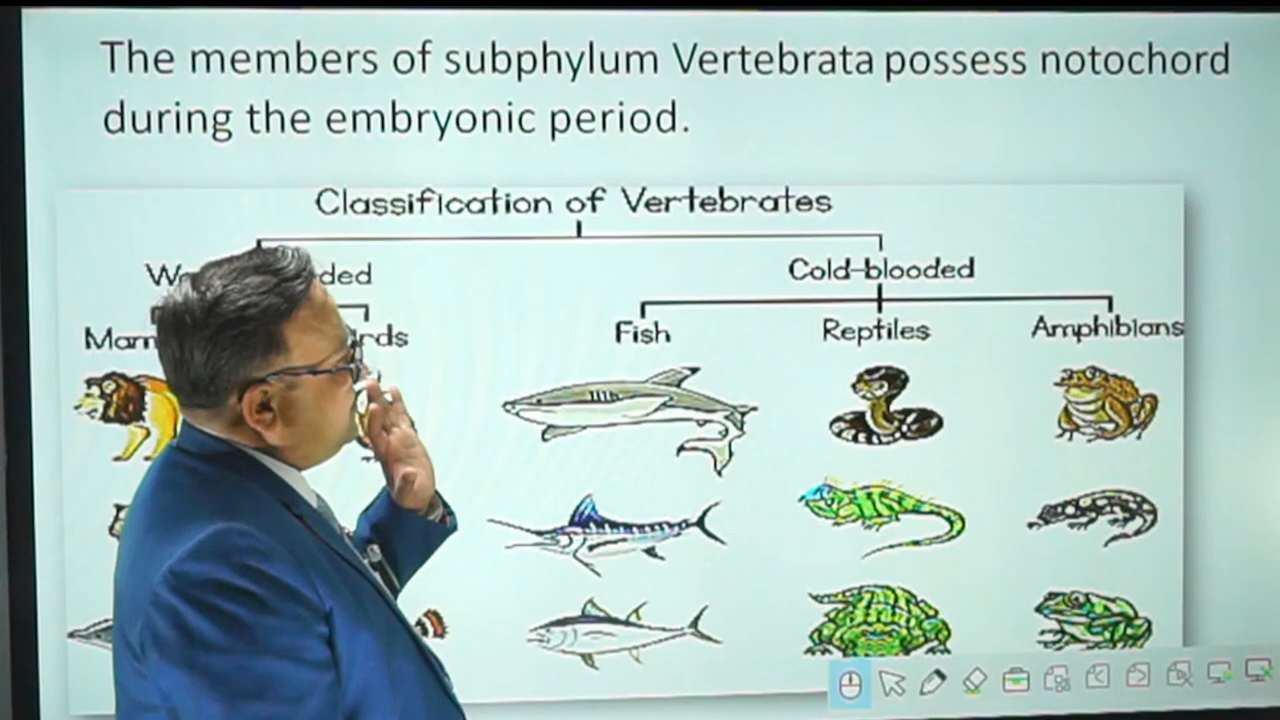 The members of subphylum Vertebrata possess notochord
during the embryonic period.
Classification of Vertebrates
Cold-blooded
Fish Reptiles Amphibians